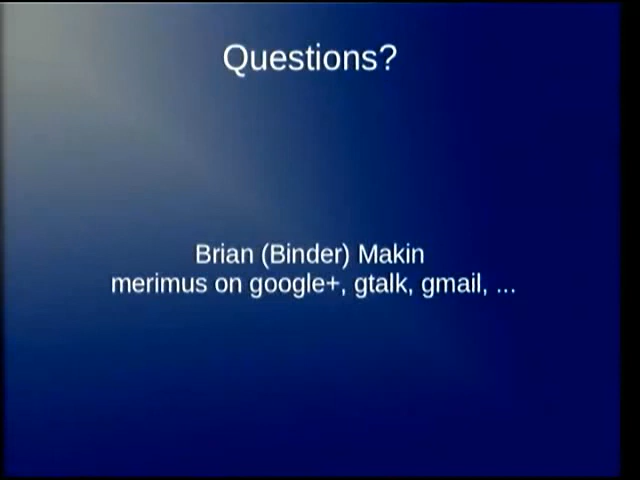 Questions?
Brian (Binder) Makin
merimus on google+, gtalk, gmail, ...